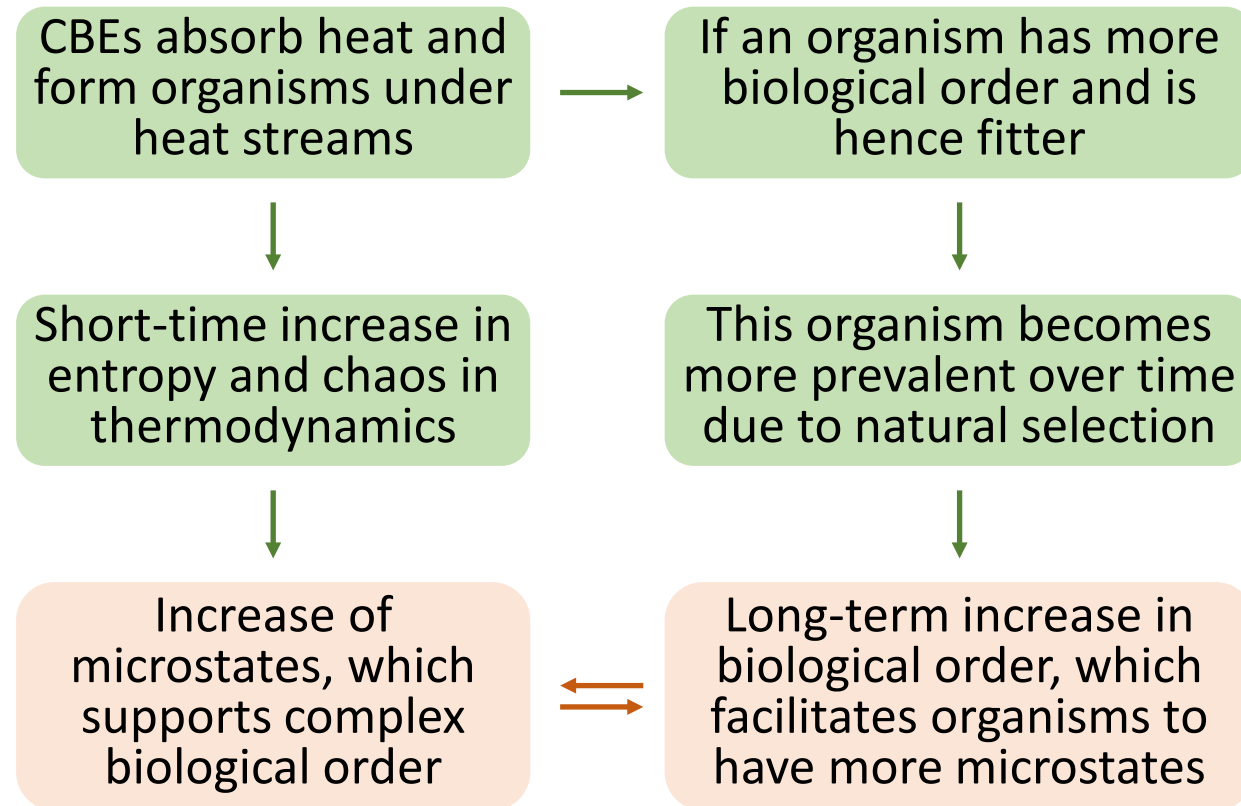 CBEs absorb heat and
form organisms under
heat streams
If an organism has more
biological order and is
hence fitter
Short-time increase in
entropy and chaos in
thermodynamics
This organism becomes
more prevalent over time
due to natural selection
Increase of
microstates, which
supports complex
biological order
Long-term increase in
biological order, which
facilitates organisms to
have more microstates